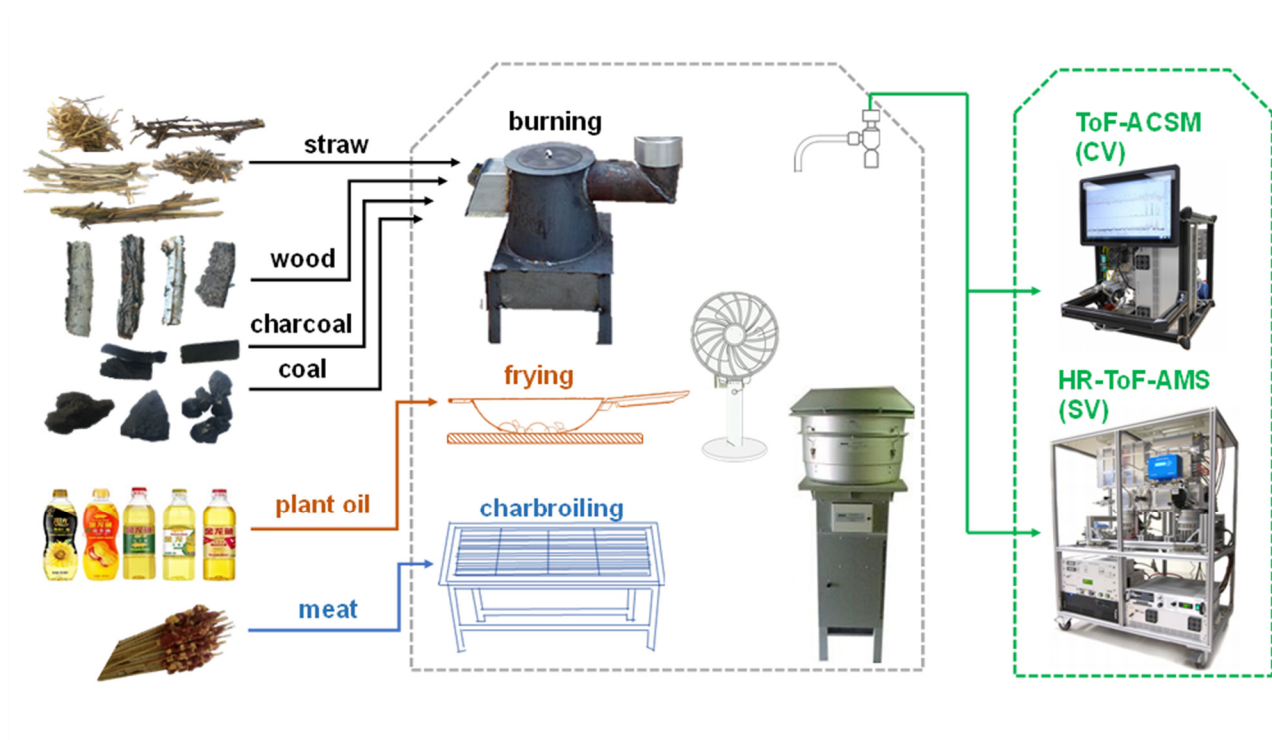 burning
straw
wood
charcoal
coal
frying
plant oil
charbroiling
meat
ToF-ACSM
(CV)
HR-ToF-AMS
(SV)